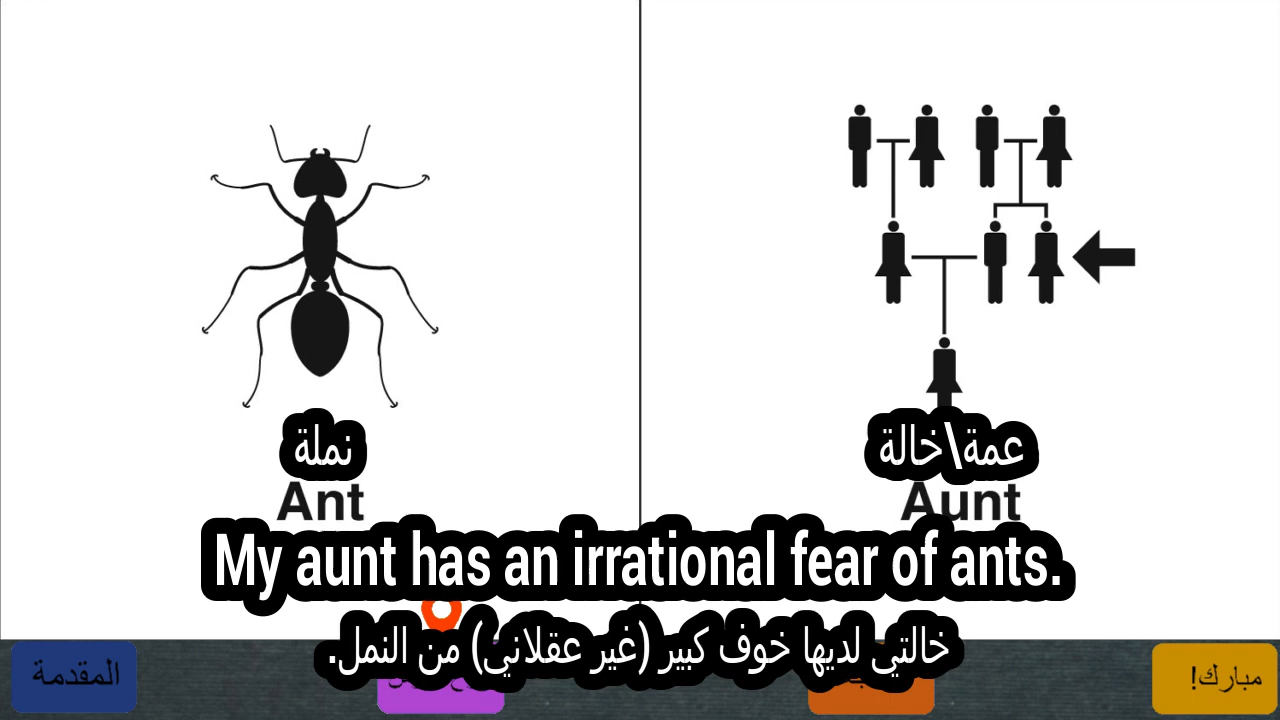 نملة
عمة\خالة
Ant
Aunt
My aunt has an irrational fear of ants.
خالتي لديها خوف كبير (غير عقلاني) من النمل.
المقدمة
مبارك!